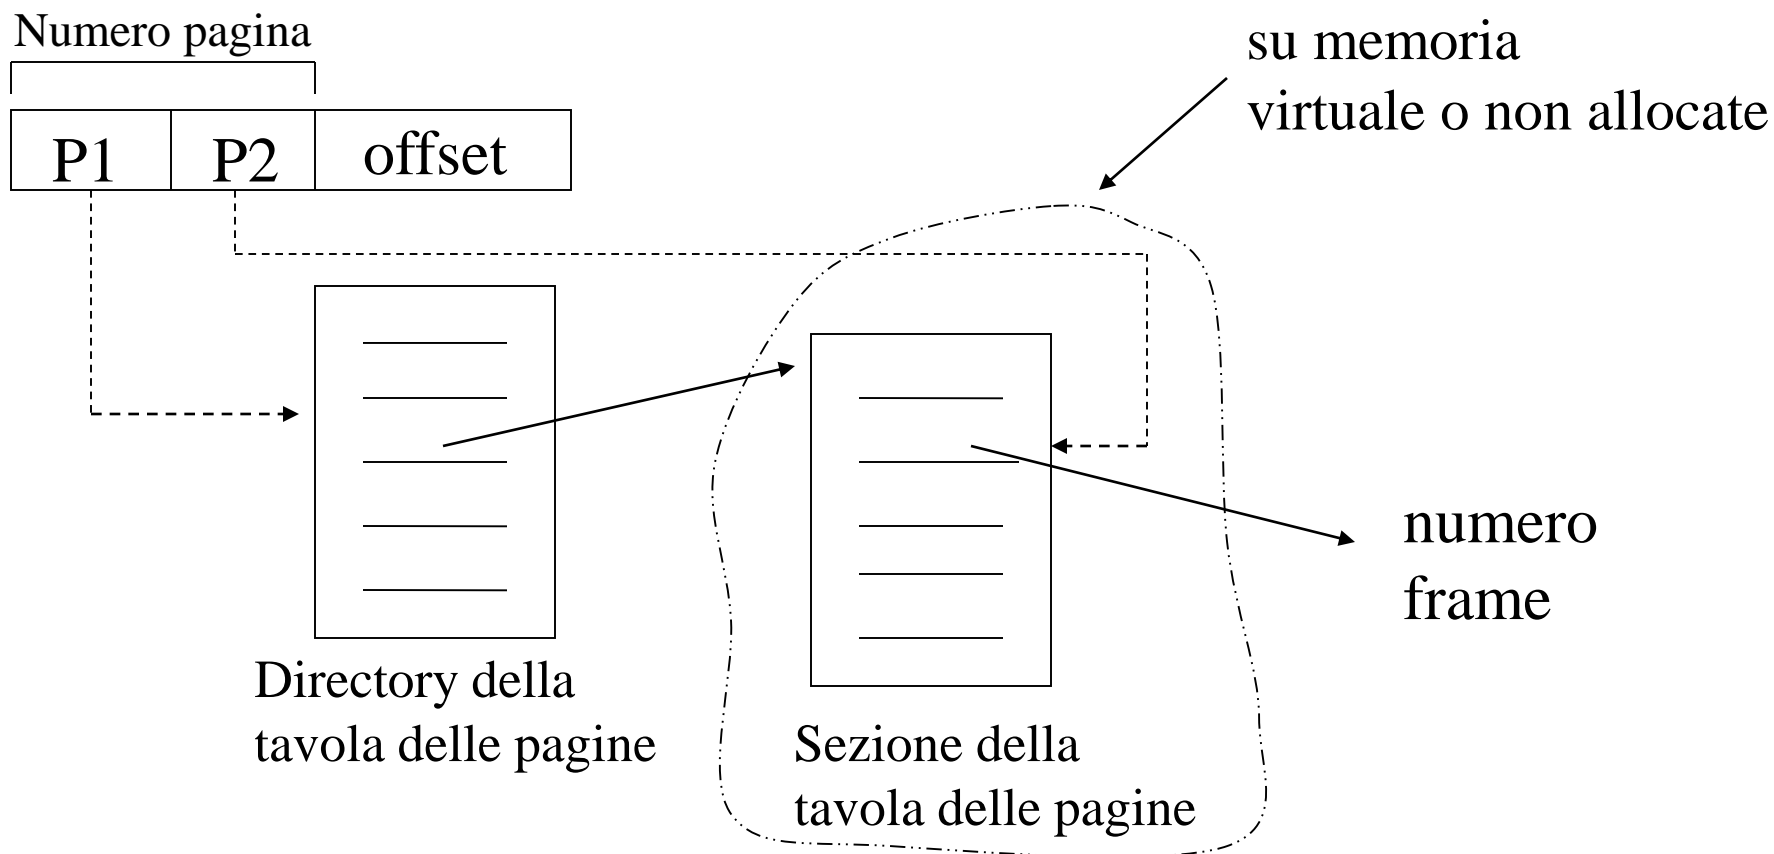 Numero pagina
su memoria
virtuale o non allocate
P1
P2
offset
numero
frame
Directory della
tavola delle pagine
Sezione della
tavola delle pagine